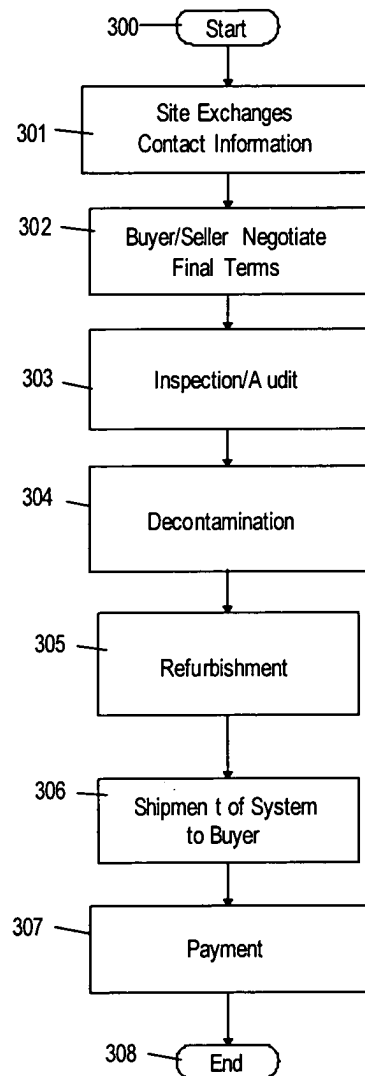 300
Start
301
Site Exchanges
Contact Information
302
Buyer/Seller Negotiate
Final Terms
303
Inspection/A udit
304
Decontamination
305
Refurbishment
306
Shipmen t of System
to Buyer
307
Payment
308
End